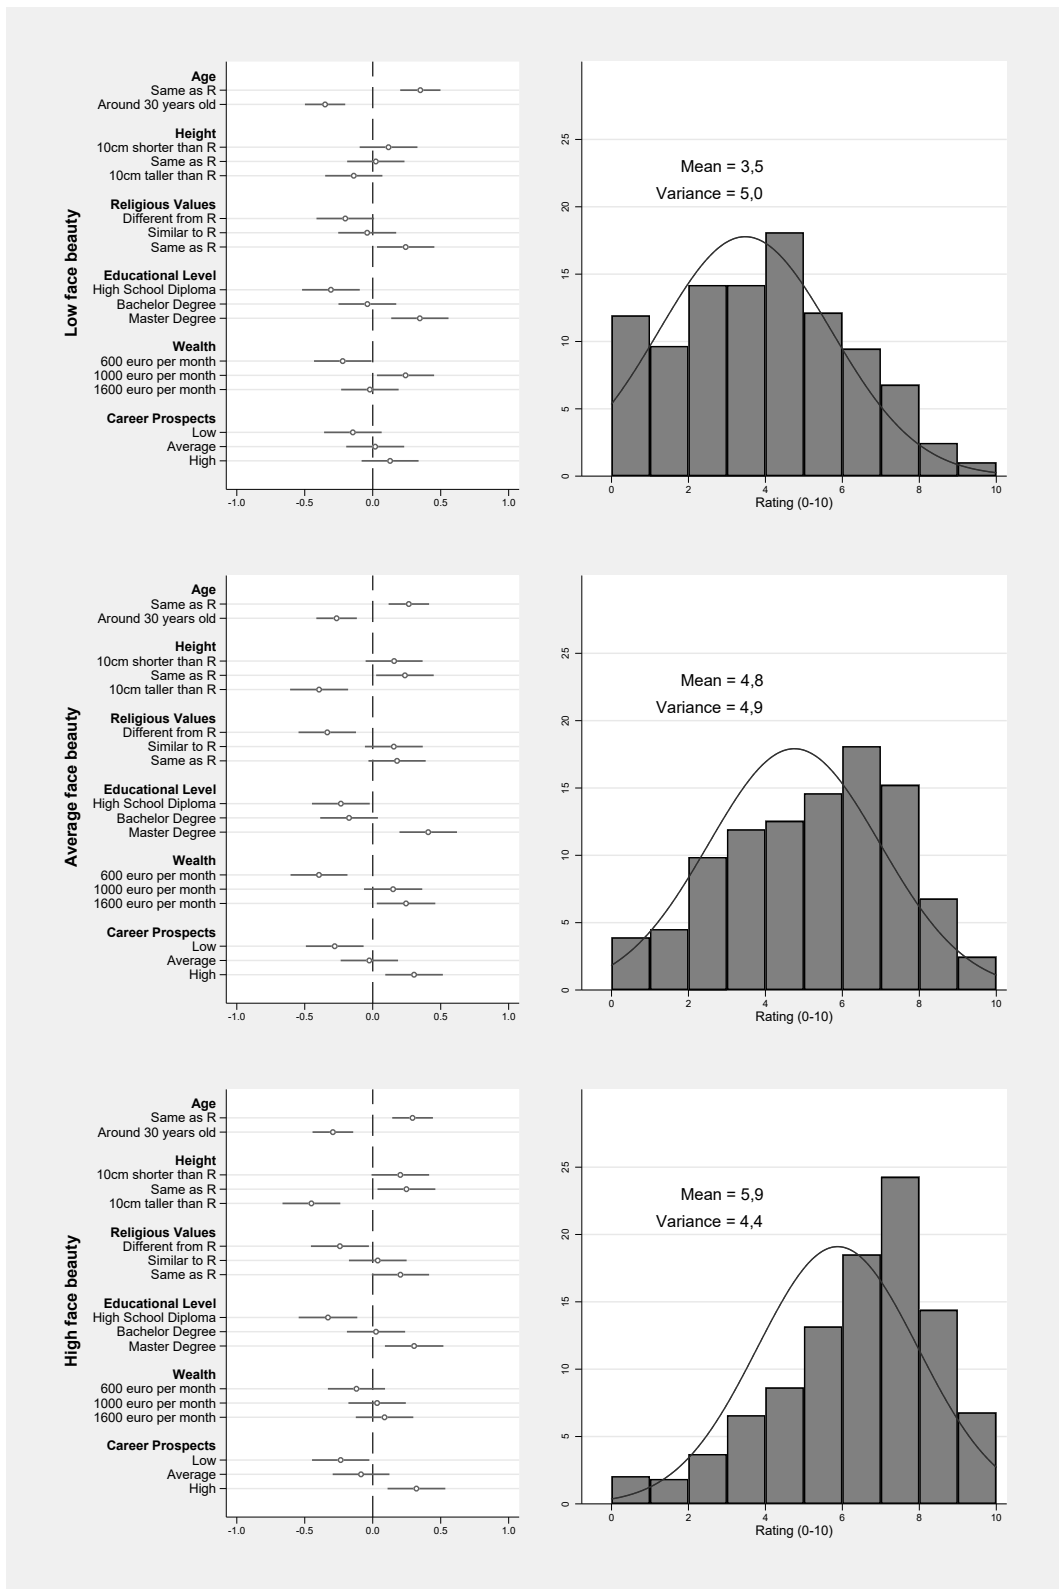 Low face beauty
Age
Same as R
Around 30 years old
Height
10cm shorter than R
Same as R
10cm taller than R
Religious Values
Different from R
Similar to R
Same as R
Educational Level
High School Diploma
Bachelor Degree
Master Degree
Wealth
600 euro per month
1000 euro per month
1600 euro per month
Career Prospects
Low
Average
High
-1.0 -0.5 0.0 0.5 1.0
Mean = 3,5
Variance = 5,0
25
20
15
10
5
0
0 2 4 6 8 10
Rating (0-10)
Average face beauty
Age
Same as R
Around 30 years old
Height
10cm shorter than R
Same as R
10cm taller than R
Religious Values
Different from R
Similar to R
Same as R
Educational Level
High School Diploma
Bachelor Degree
Master Degree
Wealth
600 euro per month
1000 euro per month
1600 euro per month
Career Prospects
Low
Average
High
-1.0 -0.5 0.0 0.5 1.0
Mean = 4,8
Variance = 4,9
25
20
15
10
5
0
0 2 4 6 8 10
Rating (0-10)
High face beauty
Age
Same as R
Around 30 years old
Height
10cm shorter than R
Same as R
10cm taller than R
Religious Values
Different from R
Similar to R
Same as R
Educational Level
High School Diploma
Bachelor Degree
Master Degree
Wealth
600 euro per month
1000 euro per month
1600 euro per month
Career Prospects
Low
Average
High
-1.0 -0.5 0.0 0.5 1.0
Mean = 5,9
Variance = 4,4
25
20
15
10
5
0
0 2 4 6 8 10
Rating (0-10)